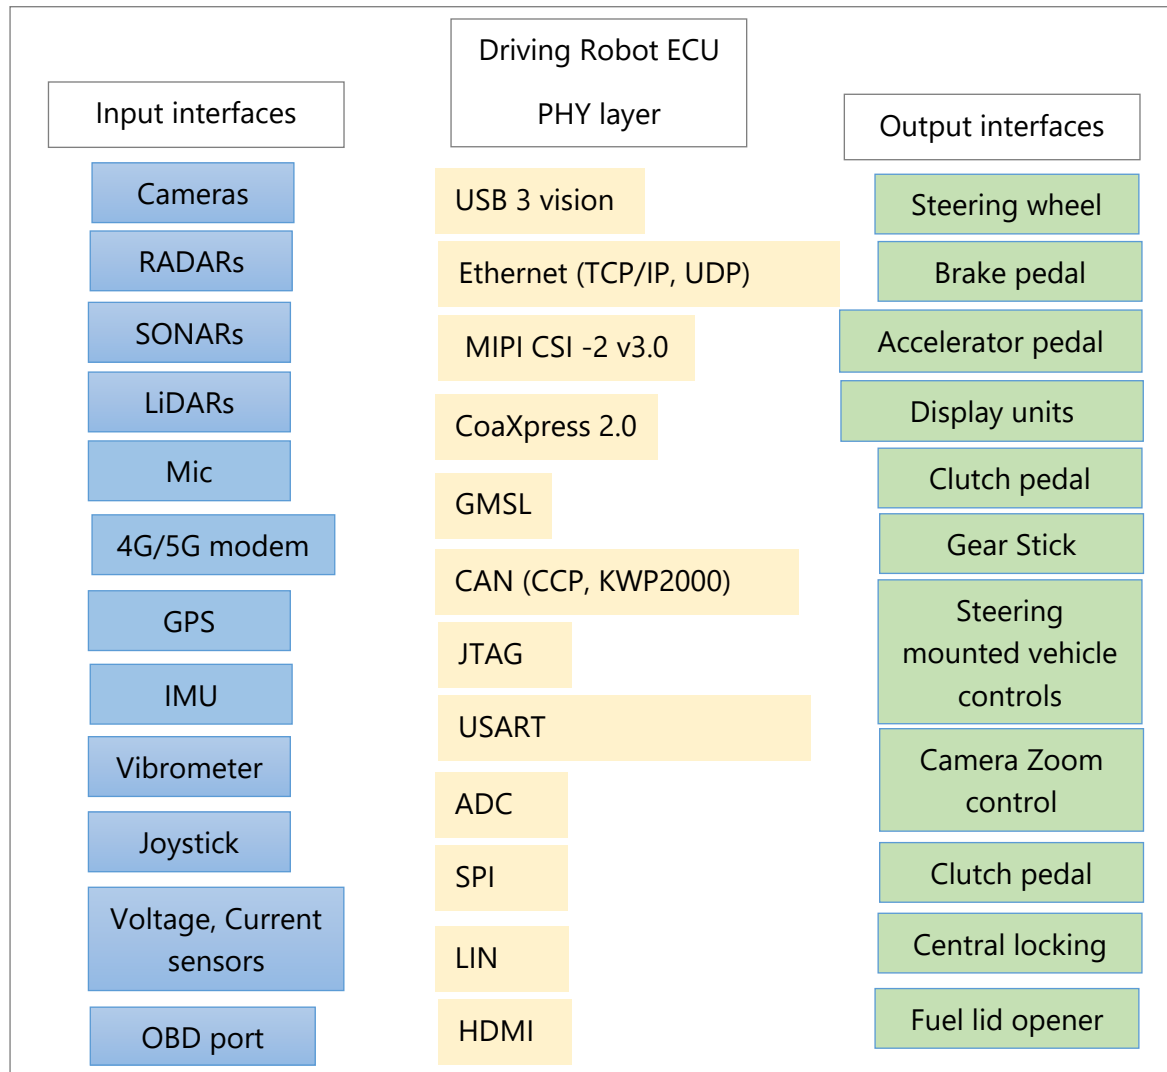 Input interfaces
Cameras
RADARs
SONARs
LiDARs
Mic
4G/5G modem
GPS
IMU
Vibrometer
Joystick
Voltage, Current
sensors
OBD port
Driving Robot ECU
PHY layer
USB 3 vision
Ethernet (TCP/IP, UDP)
MIPI CSI -2 v3.0
CoaXpress 2.0
GMSL
CAN (CCP, KWP2000)
JTAG
USART
ADC
SPI
LIN
HDMI
Output interfaces
Steering wheel
Brake pedal
Accelerator pedal
Display units
Clutch pedal
Gear Stick
Steering
mounted vehicle
controls
Camera Zoom
control
Clutch pedal
Central locking
Fuel lid opener